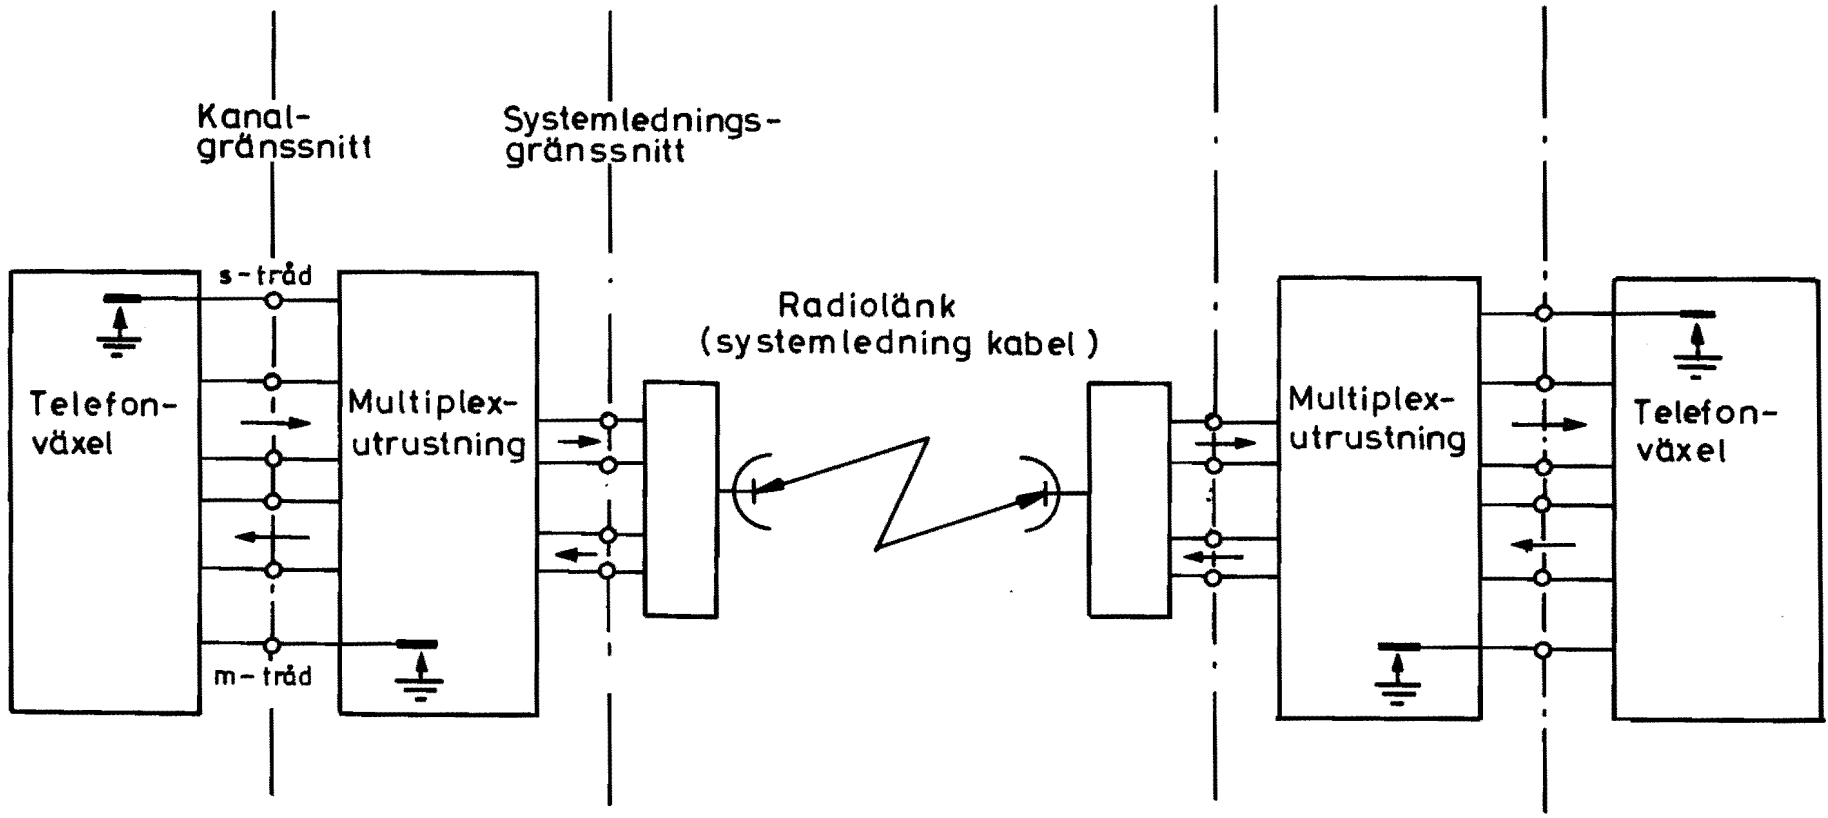 Kanal-
gränssnitt
Systemlednings-
gränssnitt
s-tråd
Radiolänk
(systemledning kabel)
Telefon-
växel
Multiplex-
utrustning
Multiplex-
utrustning
Telefon-
växel
m-tråd